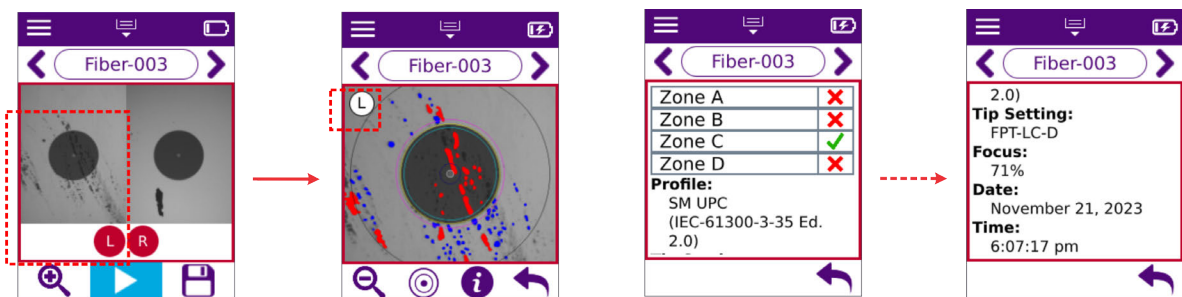 Fiber-003
L R
Fiber-003
L
i
Fiber-003
Zone A
Zone B
Zone C
Zone D
Profile:
SM UPC
(IEC-61300-3-35 Ed.
2.0)
Fiber-003
2.0)
Tip Setting:
FPT-LC-D
Focus:
71%
Date:
November 21, 2023
Time:
6:07:17 pm